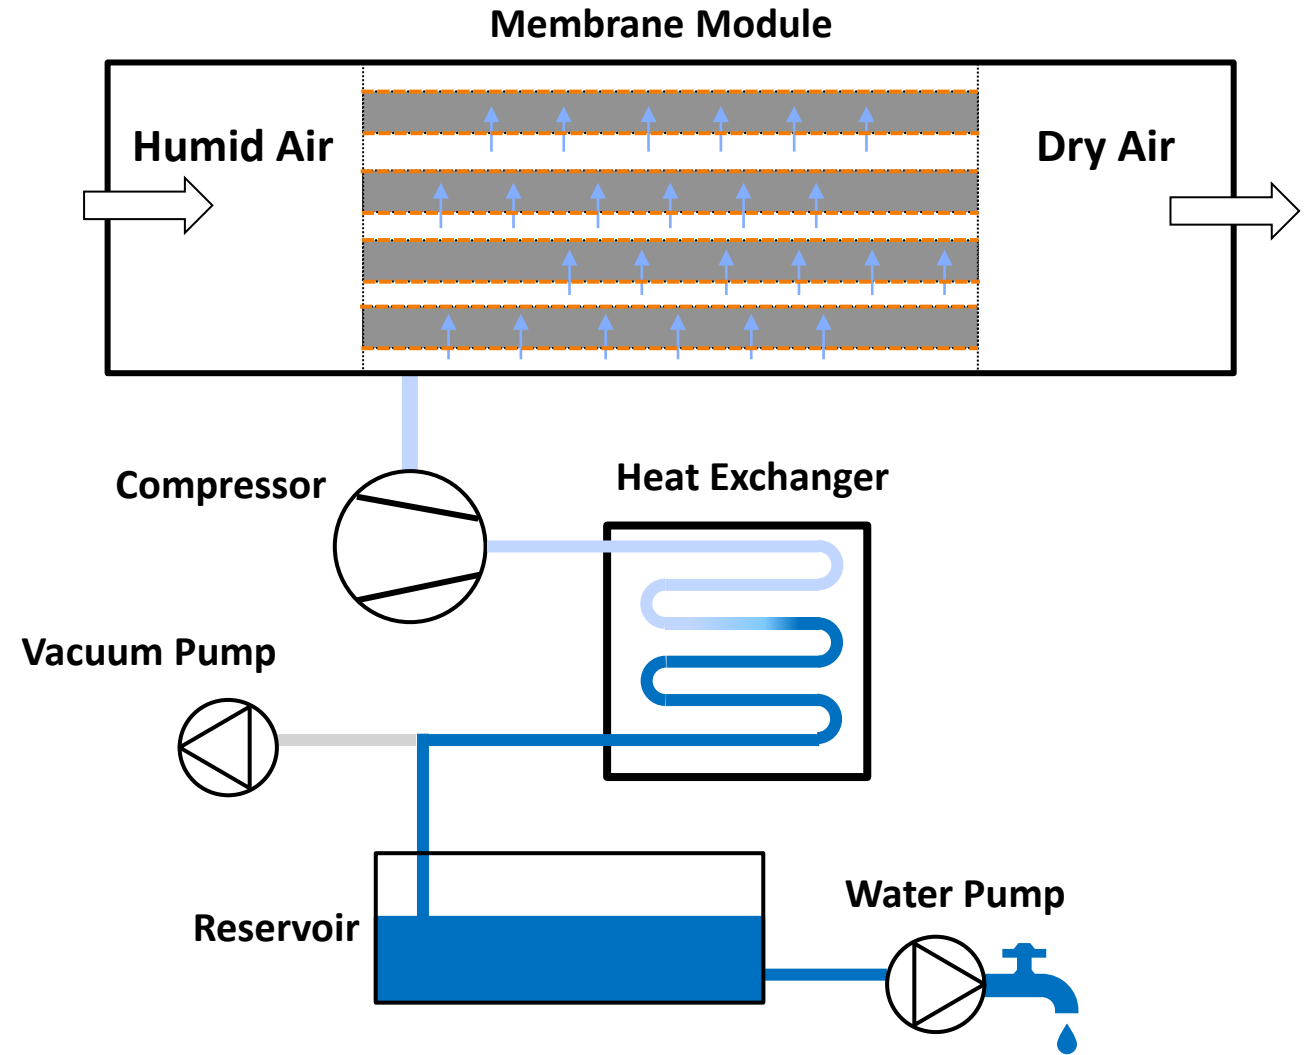 Membrane Module
Humid Air
Dry Air
Compressor
Heat Exchanger
Vacuum Pump
Water Pump
Reservoir